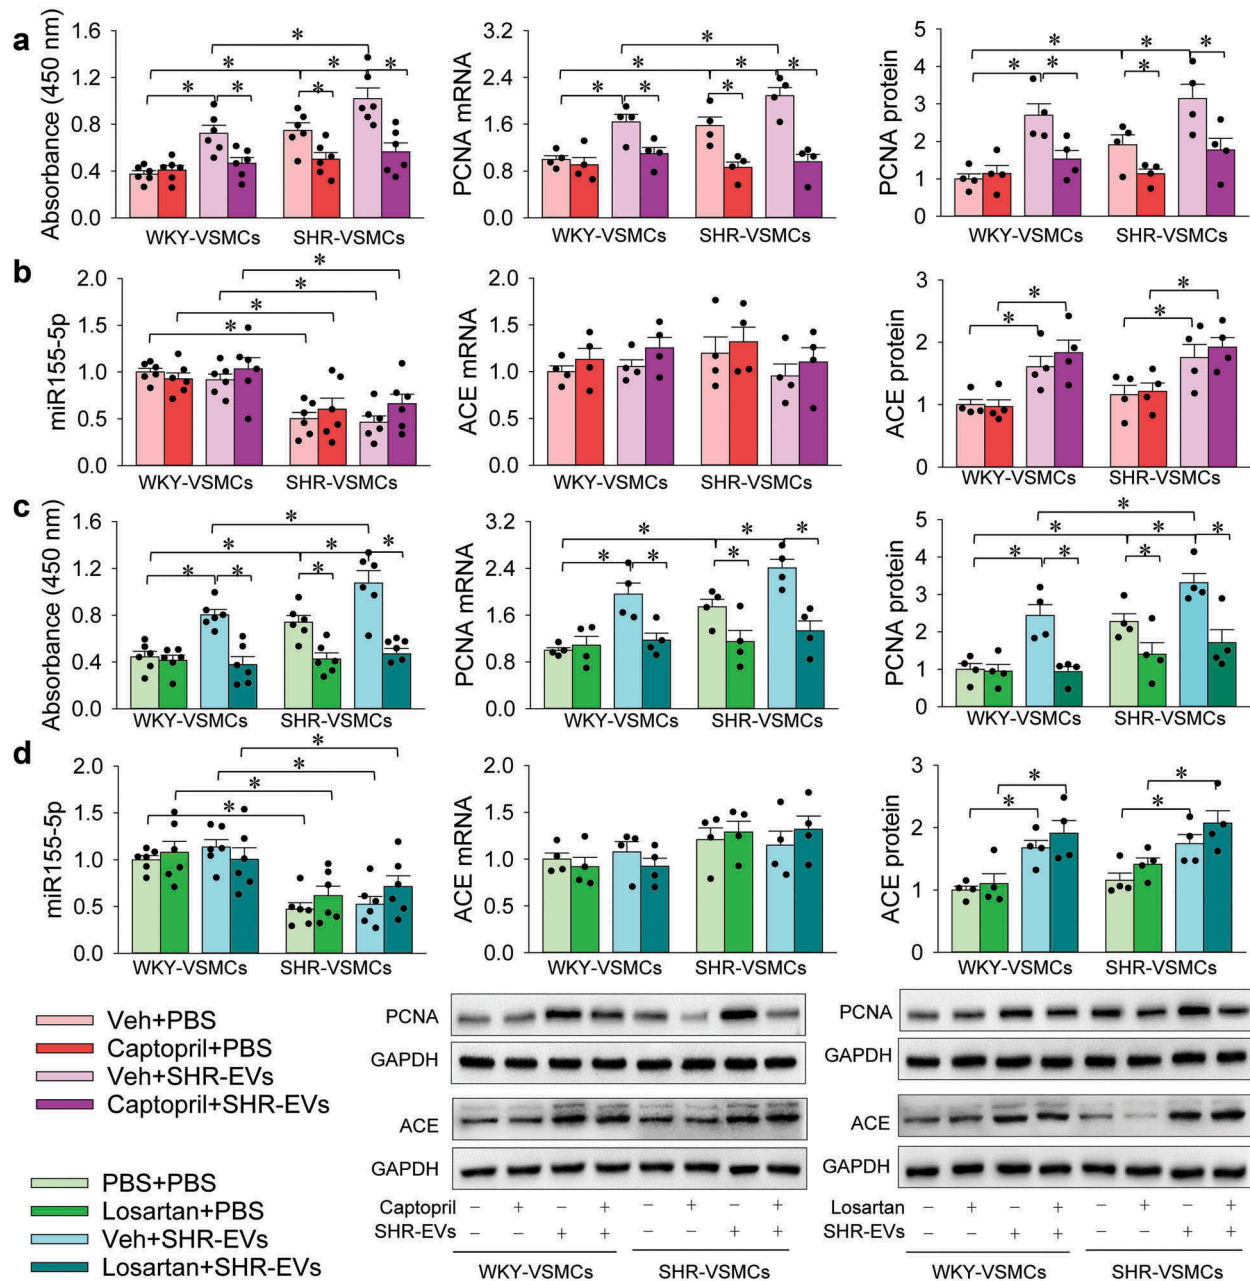 a
Absorbance (450 nm)
1.6
1.2
0.8
0.4
0.0
* * * * * * *
WKY-VSMCs SHR-VSMCs
PCNA mRNA
3.2
2.4
1.6
0.8
0.0
* * * * * * *
WKY-VSMCs SHR-VSMCs
PCNA protein
5
4
3
2
1
0
* * * * * *
WKY-VSMCs SHR-VSMCs
b
miR155-5p
2.0
1.5
1.0
0.5
0.0
* * * *
WKY-VSMCs SHR-VSMCs
ACE mRNA
2.0
1.5
1.0
0.5
0.0
WKY-VSMCs SHR-VSMCs
ACE protein
3
2
1
0
* * * *
WKY-VSMCs SHR-VSMCs
c
Absorbance (450 nm)
1.6
1.2
0.8
0.4
0.0
* * * * * * *
WKY-VSMCs SHR-VSMCs
PCNA mRNA
3.2
2.4
1.6
0.8
0.0
* * * * * *
WKY-VSMCs SHR-VSMCs
PCNA protein
5
4
3
2
1
0
* * * * * * *
WKY-VSMCs SHR-VSMCs
d
miR155-5p
2.0
1.5
1.0
0.5
0.0
* * * *
WKY-VSMCs SHR-VSMCs
ACE mRNA
2.0
1.5
1.0
0.5
0.0
WKY-VSMCs SHR-VSMCs
ACE protein
3
2
1
0
* * * *
WKY-VSMCs SHR-VSMCs
Veh+PBS
Captopril+PBS
Veh+SHR-EVs
Captopril+SHR-EVs
PBS+PBS
Losartan+PBS
Veh+SHR-EVs
Losartan+SHR-EVs
PCNA
GAPDH
ACE
GAPDH
Captopril − + − + − + − +
SHR-EVs − − + + − − + +
WKY-VSMCs SHR-VSMCs
PCNA
GAPDH
ACE
GAPDH
Losartan − + − + − + − +
SHR-EVs − − + + − − + +
WKY-VSMCs SHR-VSMCs